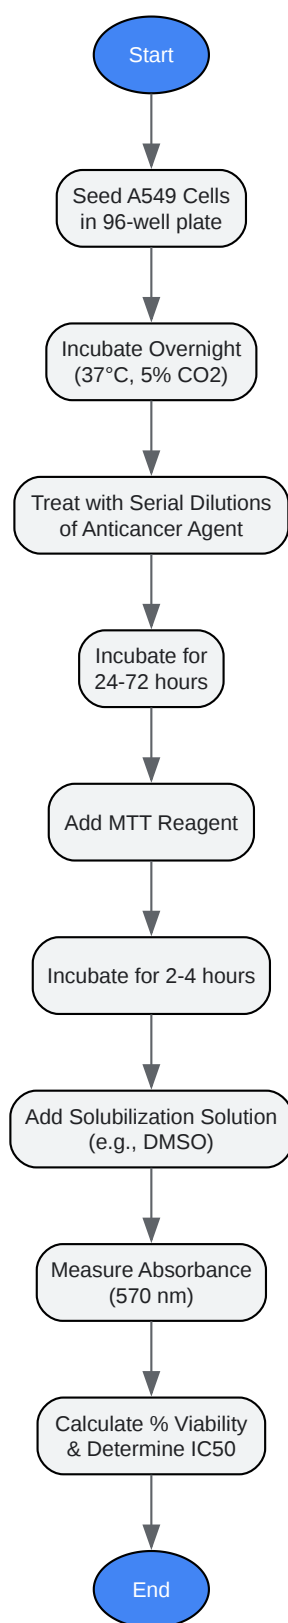 Start
Seed A549 Cells
in 96-well plate
Incubate Overnight
(37°C, 5% CO2)
Treat with Serial Dilutions
of Anticancer Agent
Incubate for
24-72 hours
Add MTT Reagent
Incubate for 2-4 hours
Add Solubilization Solution
(e.g., DMSO)
Measure Absorbance
(570 nm)
Calculate % Viability
& Determine IC50
End